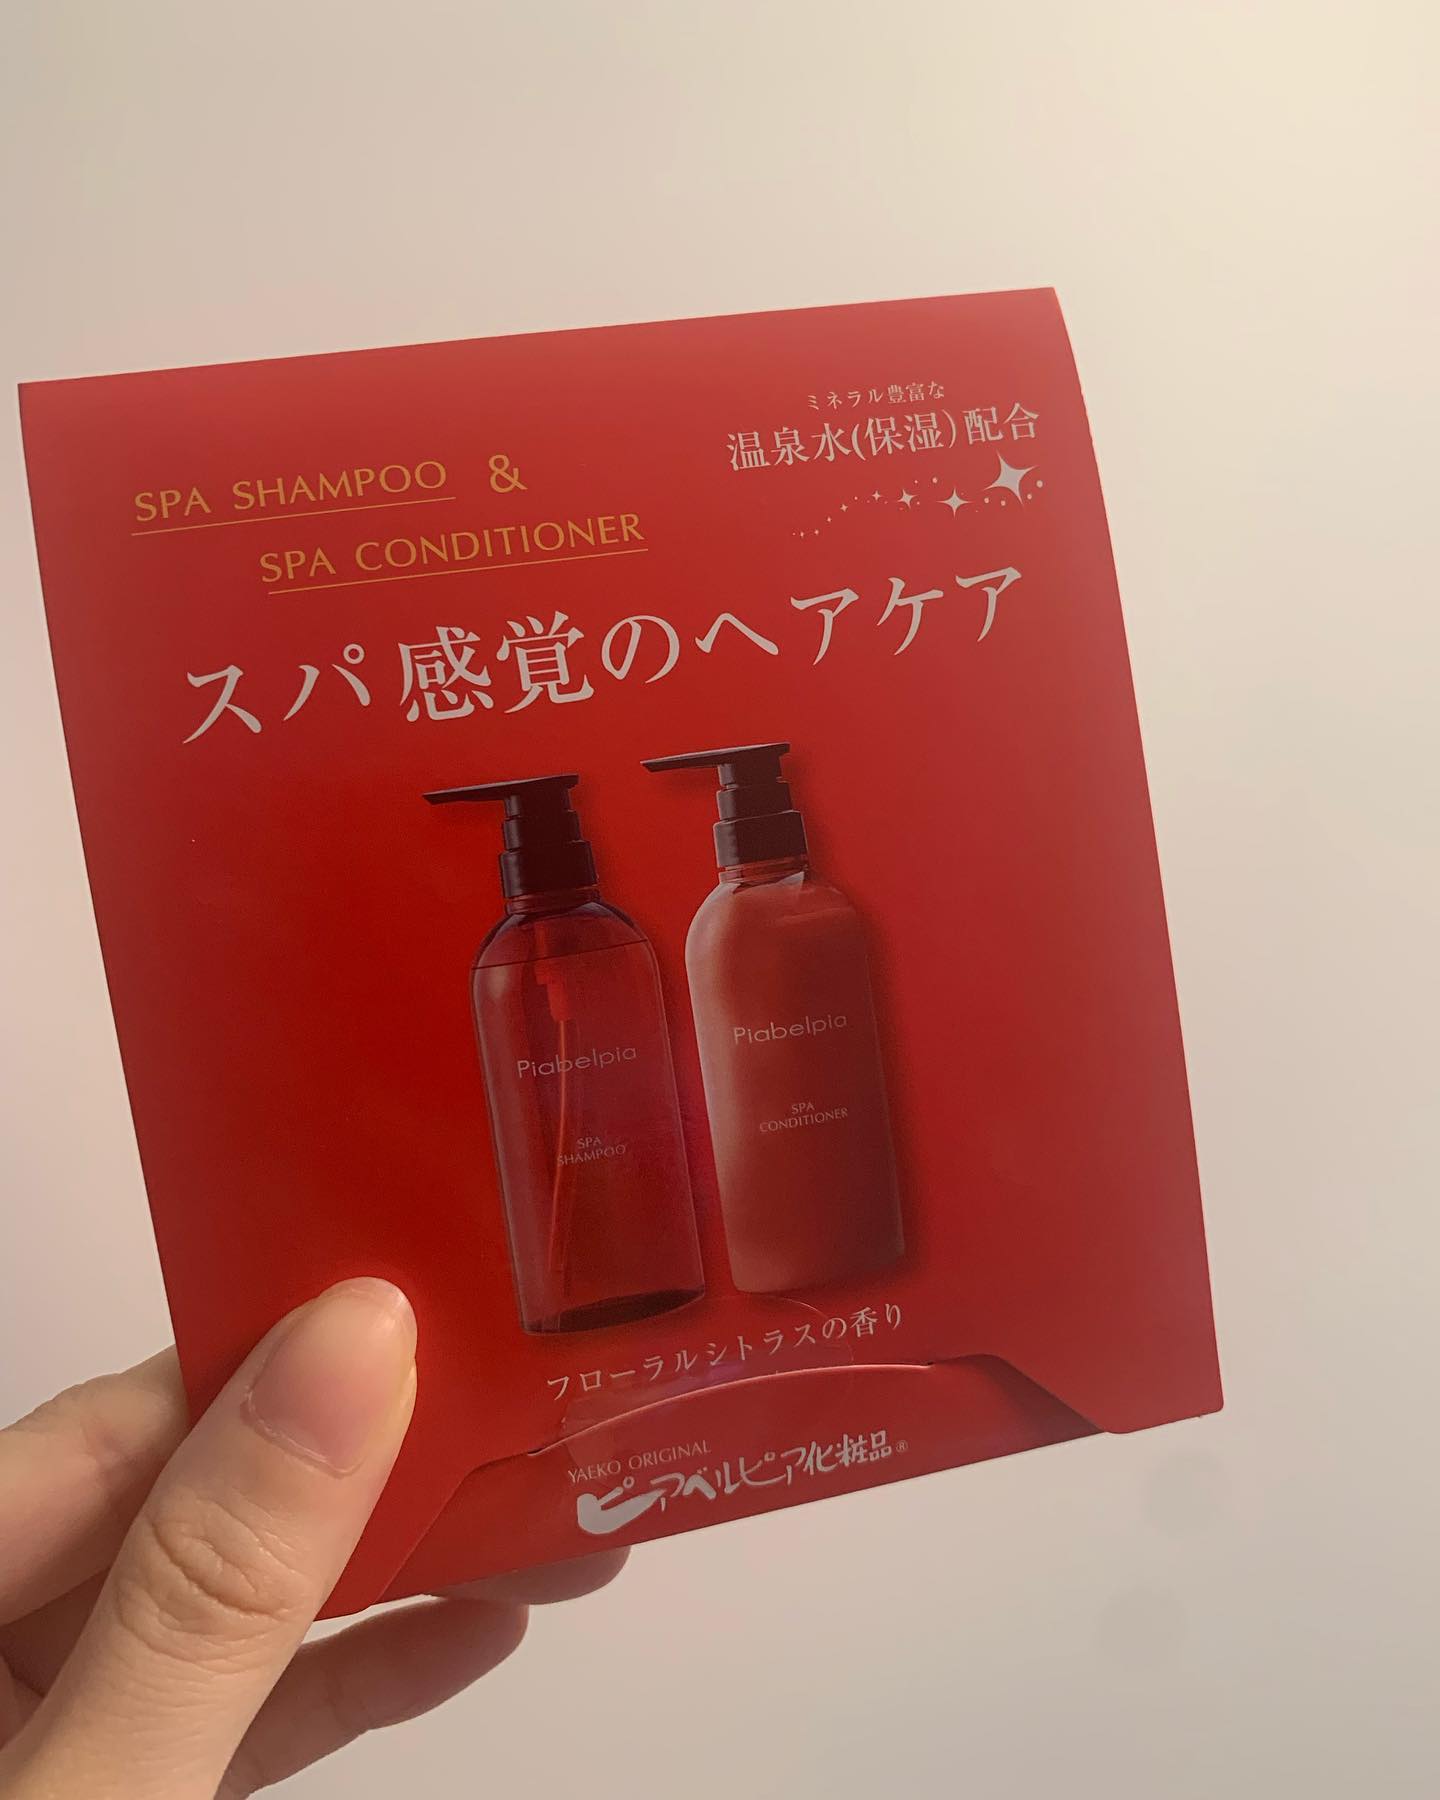 ミネラル豊富な
温泉水(保湿)配合
SPA SHAMPOO &
SPA CONDITIONER
スパ感覚のヘアケア
Piabelpia
SPA
SHAMPOO
Piabelpia
SPA
CONDITIONER
フローラルシトラスの香り
YAEKO ORIGINAL
ピアベルピア化粧品®